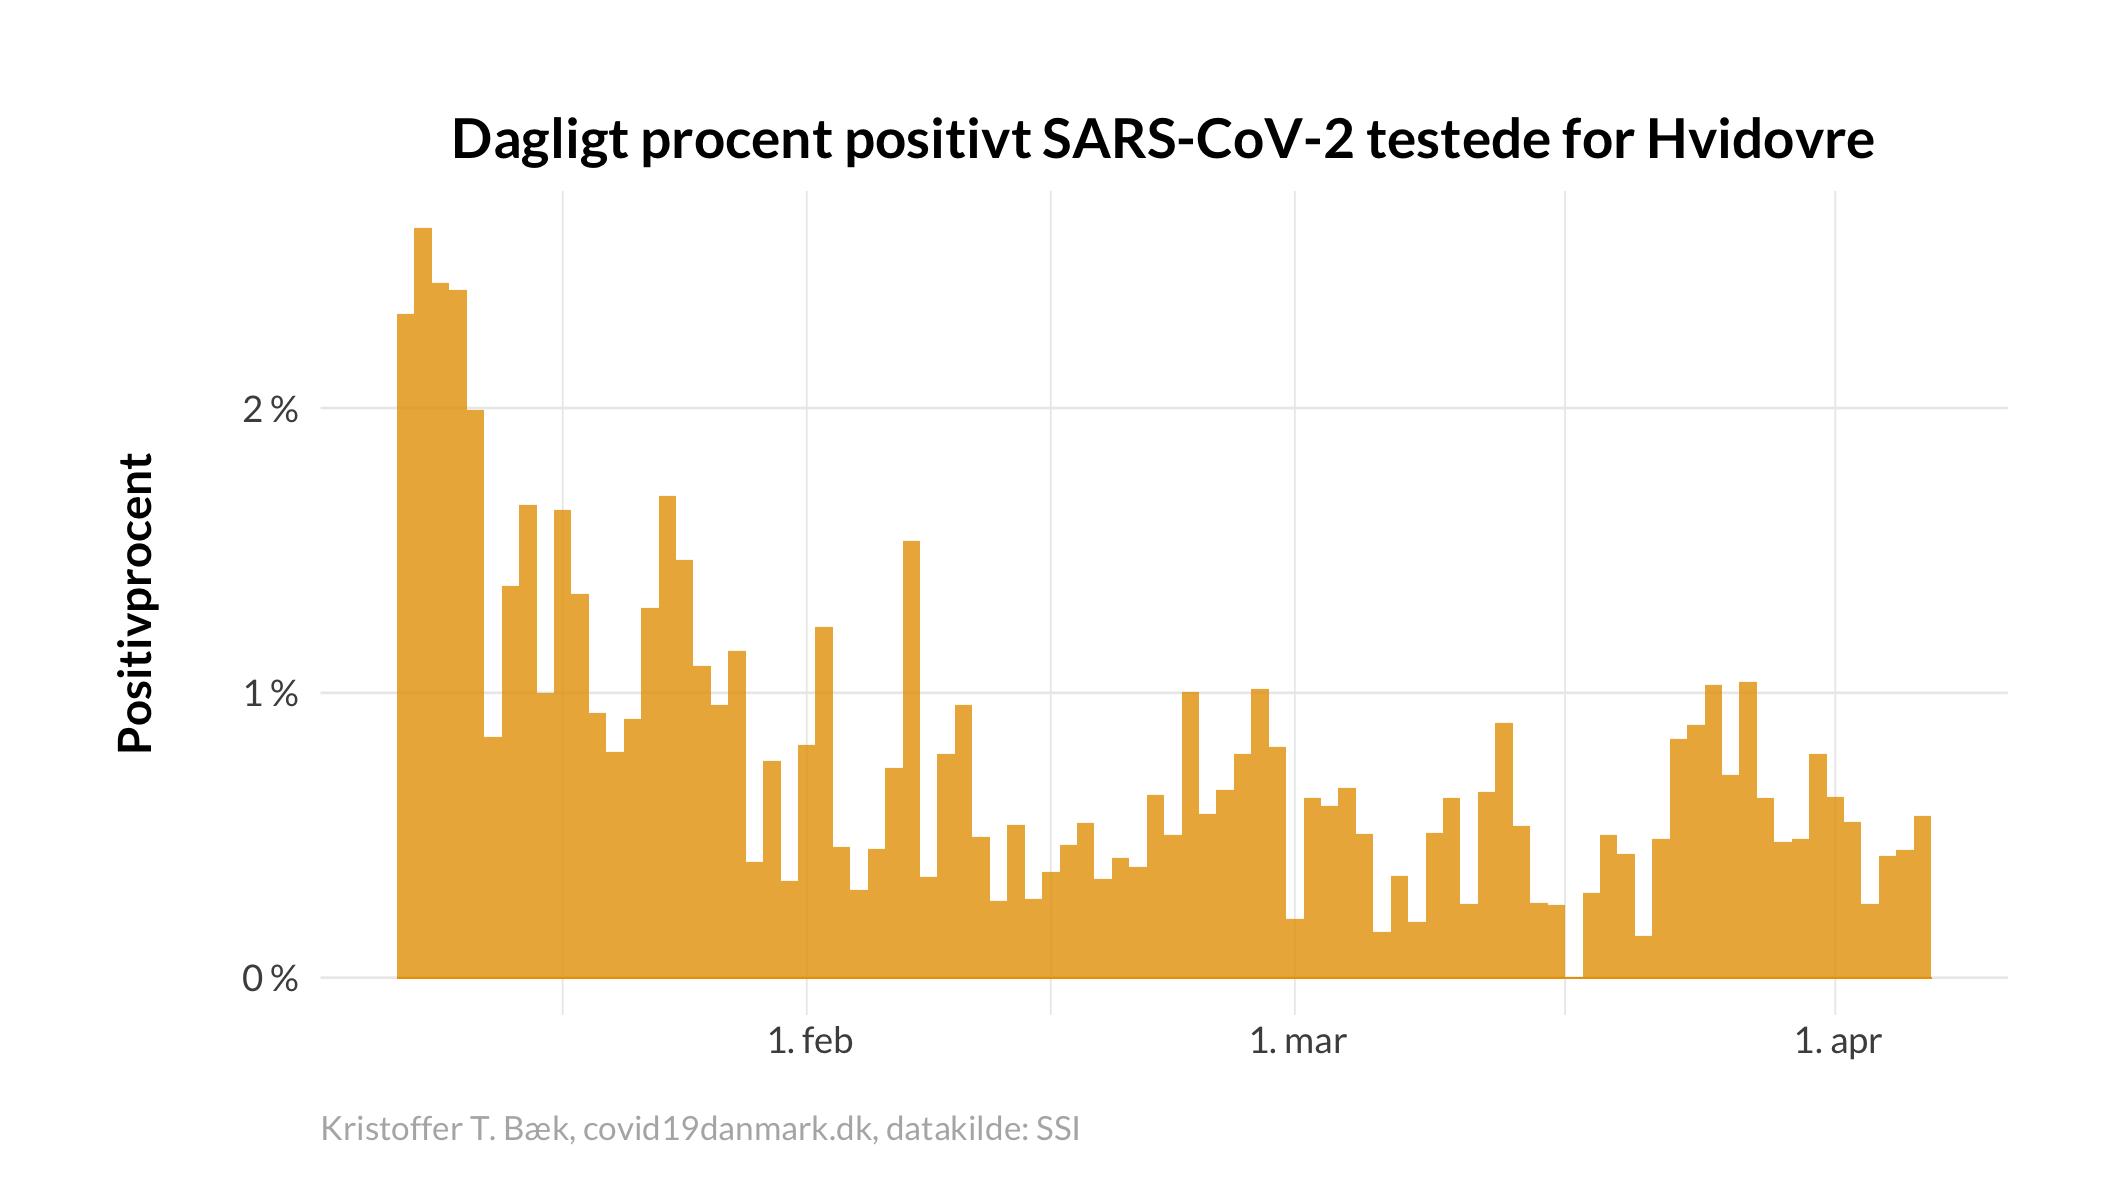 Dagligt procent positivt SARS-CoV-2 testede for Hvidovre
Positivprocent
2 %
1 %
0 %
1. feb
1. mar
1. apr
Kristoffer T. Bæk, covid19danmark.dk, datakilde: SSI